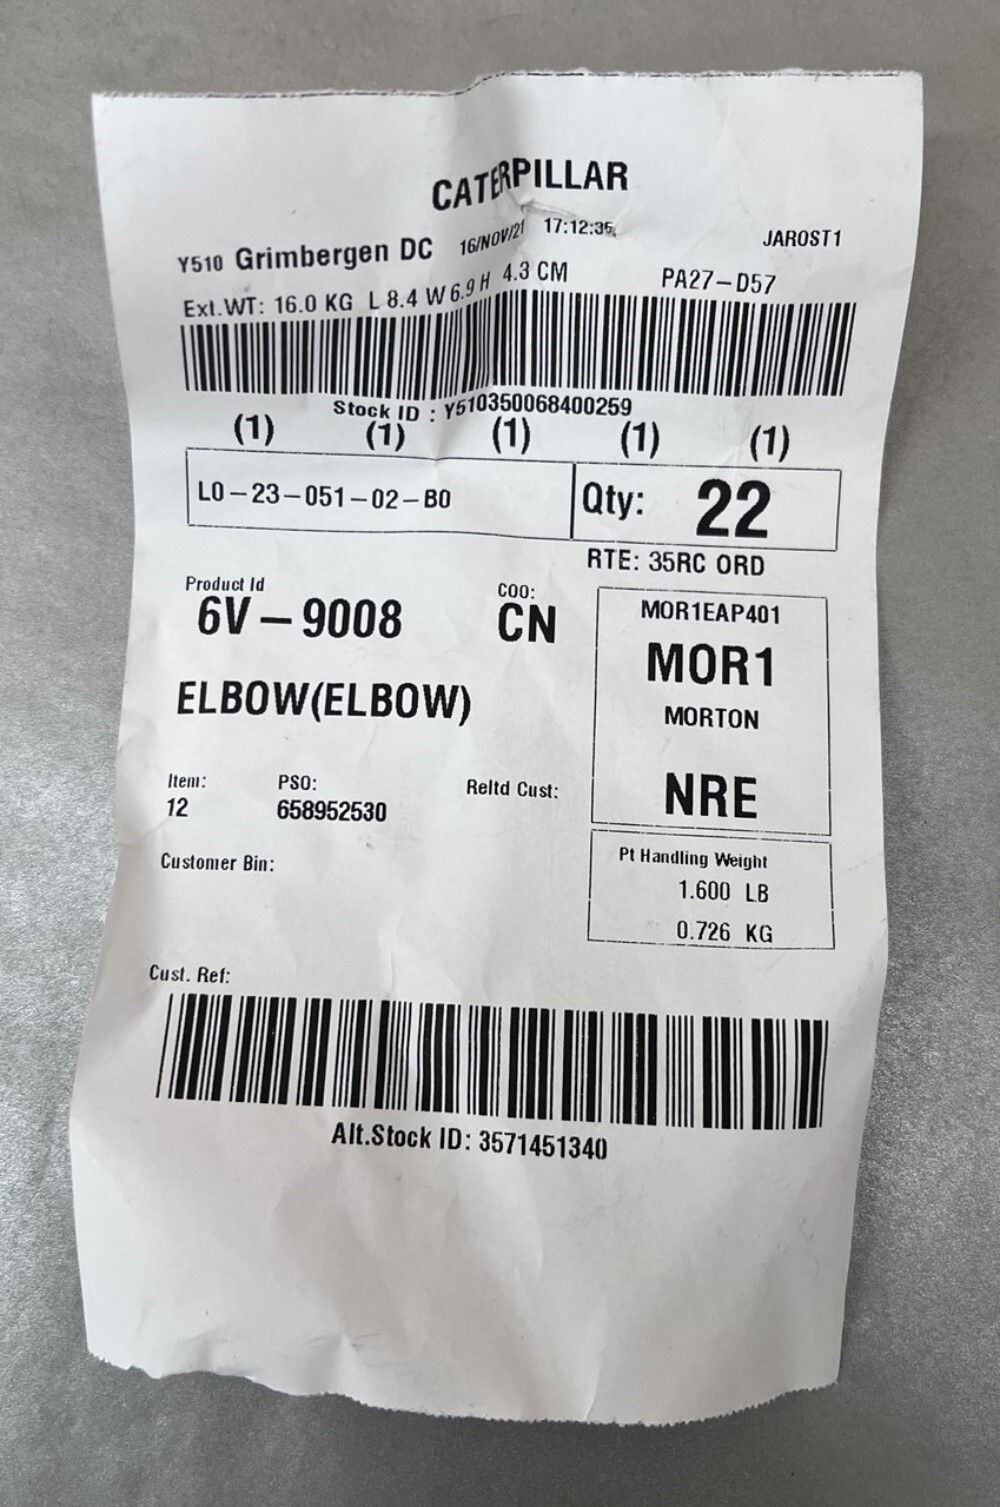 CATERPILLAR
Y510 Grimbergen DC 16/NOV/21 17:12:35 JAROST1
Ext.WT: 16.0 KG L 8.4 W 6.9 H 4.3 CM PA27-D57
Stock ID : Y510350068400259
(1) (1) (1) (1) (1)
L0-23-051-02-B0 Qty: 22
RTE: 35RC ORD
Product Id COO: MOR1EAP401
6V-9008 CN MOR1
ELBOW(ELBOW) MORTON
Item: PSO: Reltd Cust: NRE
12 658952530
Customer Bin: Pt Handling Weight
1.600 LB
0.726 KG
Cust. Ref:
Alt.Stock ID: 3571451340